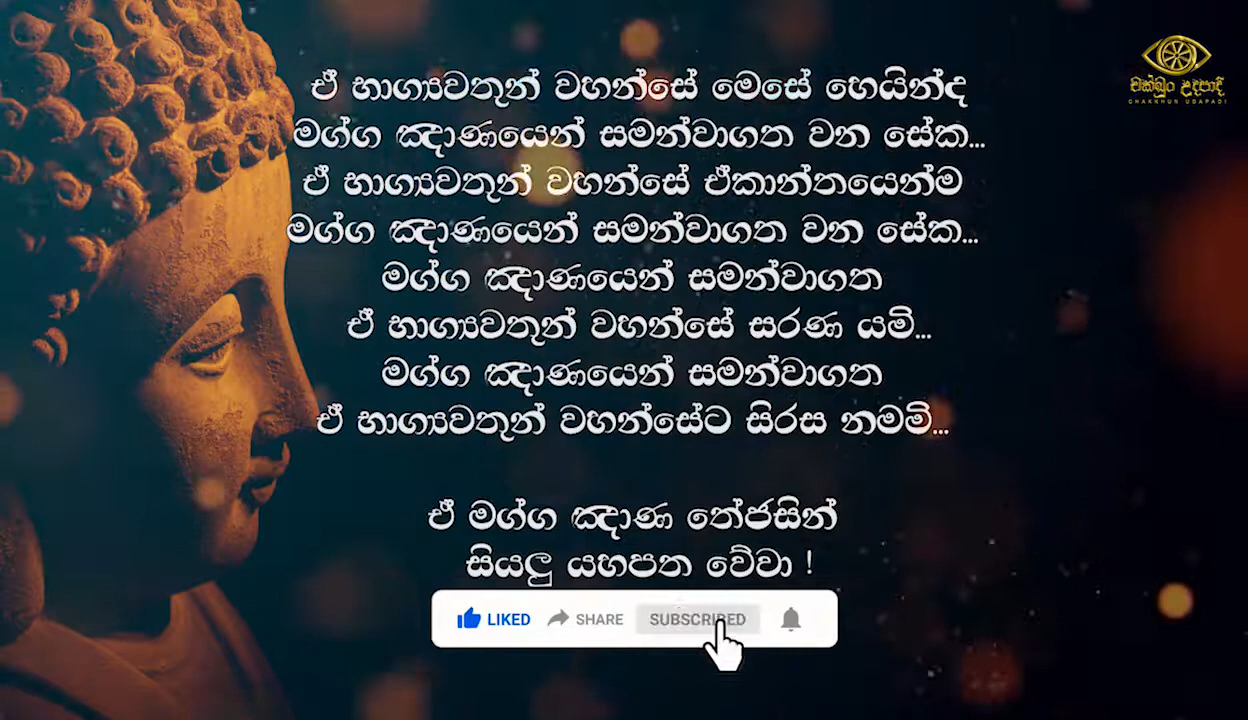 චක්ඛුං උදපාදී
CHAKKHUN UDAPADI
ඒ භාග්‍යවතූන් වහන්සේ මෙසේ හෙයින්ද
මග්ග ඤාණයෙන් සමන්වාගත වන සේක...
ඒ භාග්‍යවතූන් වහන්සේ ඒකාන්තයෙන්ම
මග්ග ඤාණයෙන් සමන්වාගත වන සේක...
මග්ග ඤාණයෙන් සමන්වාගත
ඒ භාග්‍යවතූන් වහන්සේ සරණ යමි...
මග්ග ඤාණයෙන් සමන්වාගත
ඒ භාග්‍යවතූන් වහන්සේට සිරස නමමි...
ඒ මග්ග ඤාණ තේජසින්
සියලු යහපත වේවා !
LIKED SHARE SUBSCRIBED